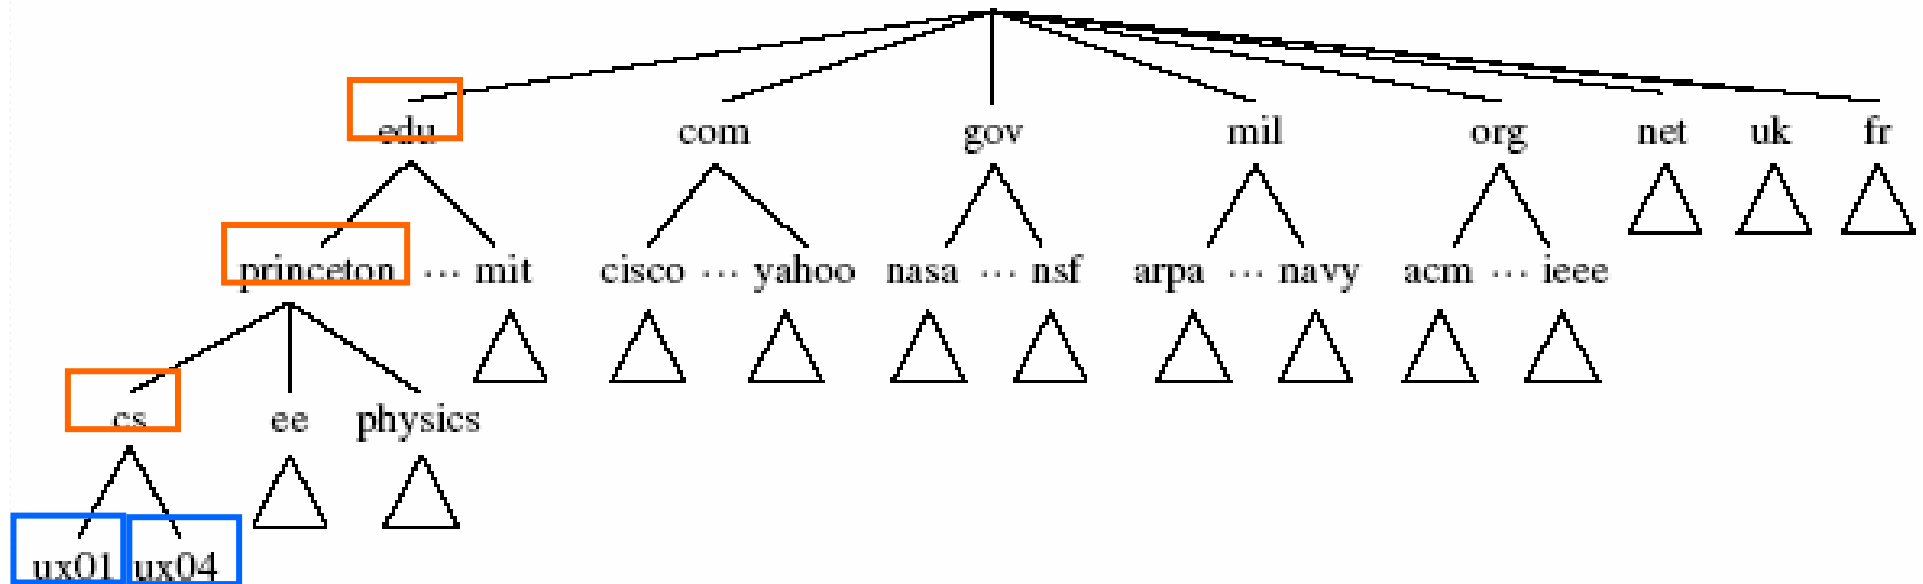 edu com gov mil org net uk fr
princeton ... mit cisco ... yahoo nasa ... nsf arpa ... navy acm ... ieee
cs ee physics
ux01 ux04